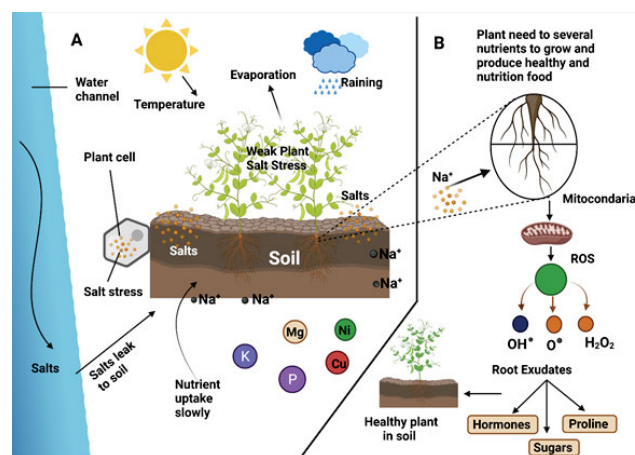 A
Water
channel
Temperature
Evaporation
Raining
Plant cell
Weak Plant
Salt Stress
Salts
Salts
Soil
Na⁺
Na⁺
Na⁺
Na⁺
Salt stress
Salts
Salts leak
to soil
Nutrient
uptake
slowly
Mg
Ni
K
Cu
P
B
Plant need to several
nutrients to grow and
produce healthy and
nutrition food
Na⁺
Mitocondaria
ROS
OH*
O•
H₂O₂
Root Exudates
Hormones
Proline
Sugars
Healthy plant
in soil